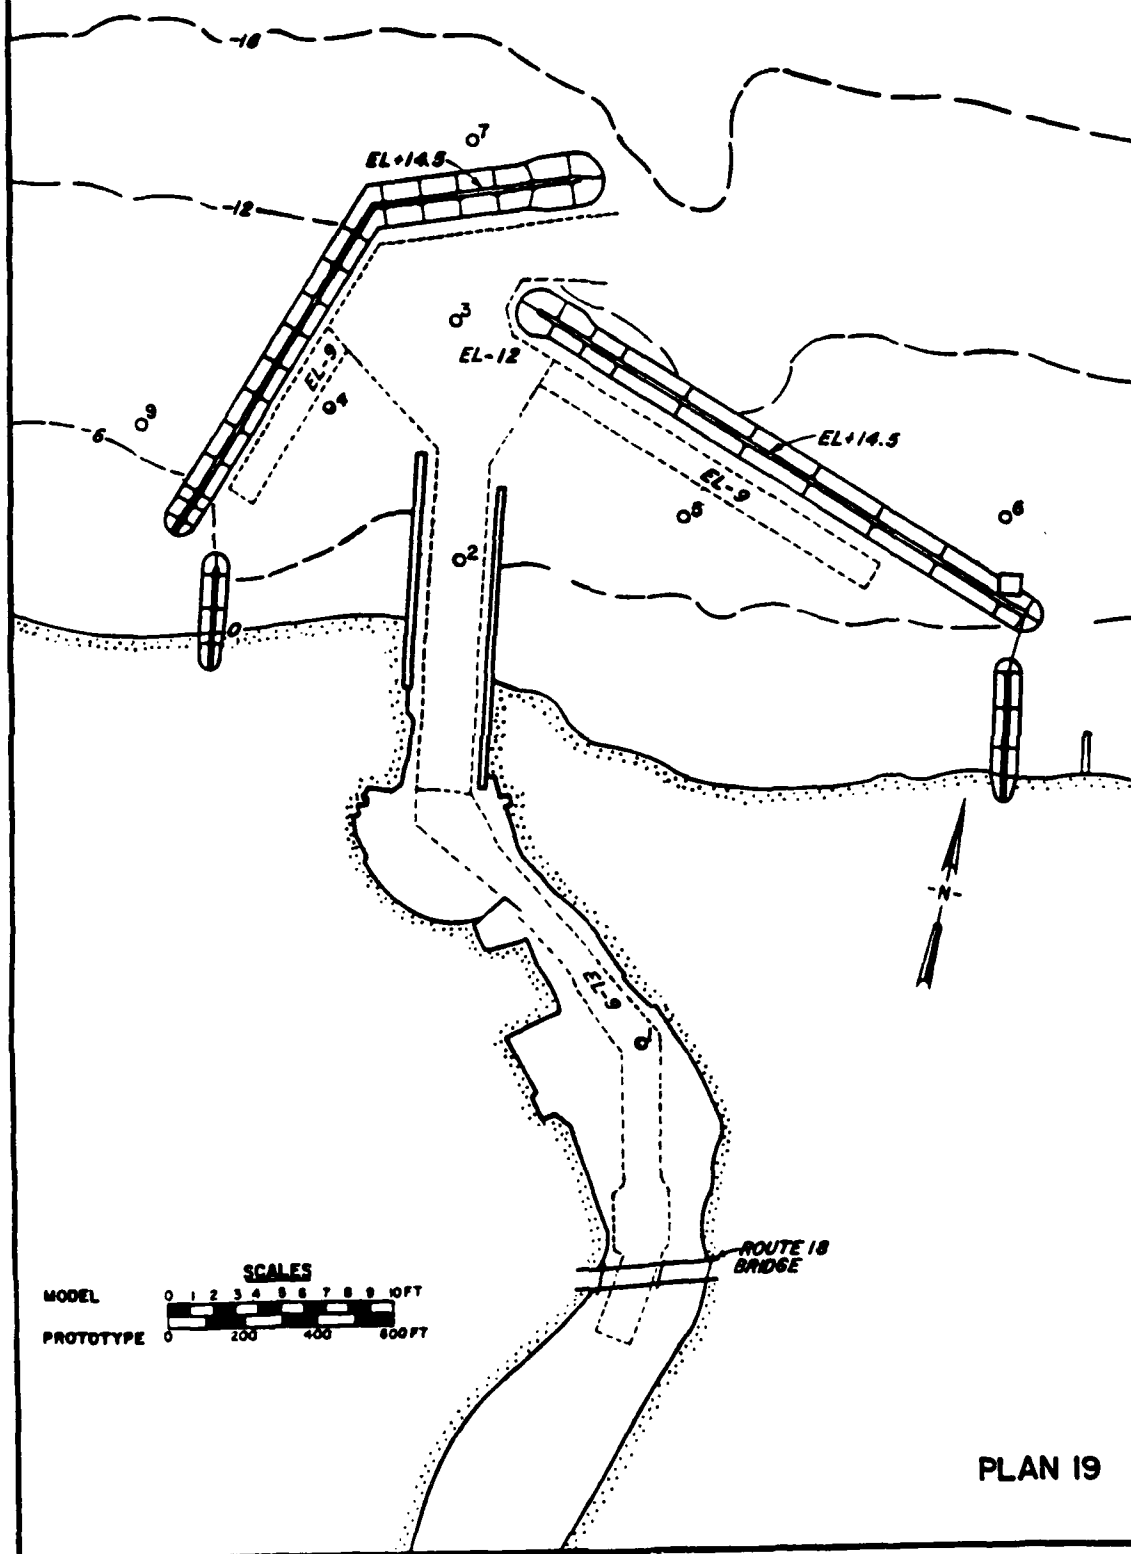 -18
7
EL+14.5
-12
3
EL-12
EL-9
4
9
-6
EL+14.5
EL-9
5
6
2
0
-N-
EL-9
1
ROUTE 18
BRIDGE
SCALES
MODEL 0 1 2 3 4 5 6 7 8 9 10 FT
PROTOTYPE 0 200 400 600 FT
PLAN 19